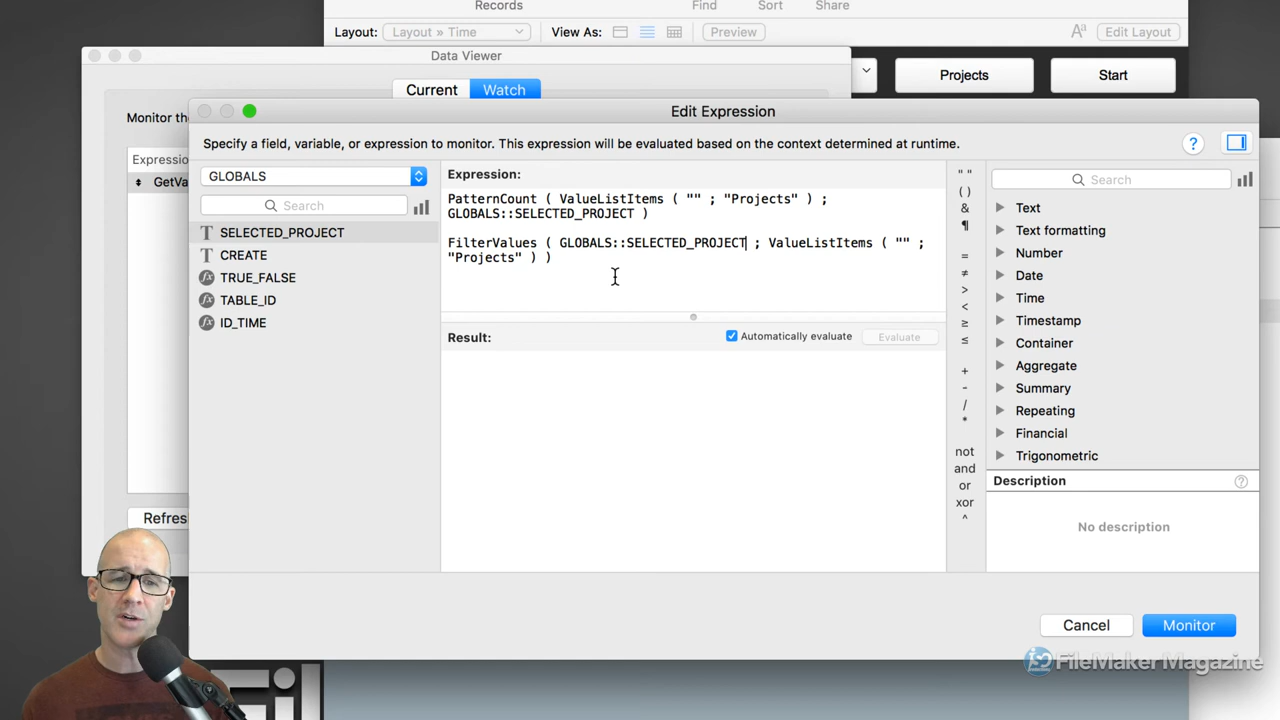 Records
Find
Sort
Share
Layout:
Layout » Time
View As:
Preview
Aa
Edit Layout
Data Viewer
Projects
Start
Current
Watch
Edit Expression
Monitor th
Specify a field, variable, or expression to monitor. This expression will be evaluated based on the context determined at runtime.
?
Expressio
GetVa
GLOBALS
Search
SELECTED_PROJECT
CREATE
TRUE_FALSE
TABLE_ID
ID_TIME
Expression:
PatternCount ( ValueListItems ( "" ; "Projects" ) ;
GLOBALS::SELECTED_PROJECT )
FilterValues ( GLOBALS::SELECTED_PROJECT ; ValueListItems ( "" ;
"Projects" ) )
Result:
Automatically evaluate
Evaluate
" "
( )
&
¶
=
≠
>
<
≥
≤
+
-
/
*
not
and
or
xor
^
Search
Text
Text formatting
Number
Date
Time
Timestamp
Container
Aggregate
Summary
Repeating
Financial
Trigonometric
Description
?
No description
Refres
Cancel
Monitor
FileMaker Magazine